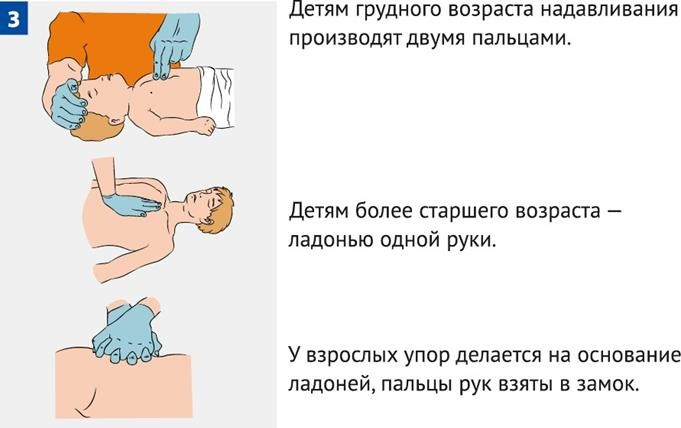 3
Детям грудного возраста надавливания
производят двумя пальцами.
Детям более старшего возраста —
ладонью одной руки.
У взрослых упор делается на основание
ладоней, пальцы рук взяты в замок.